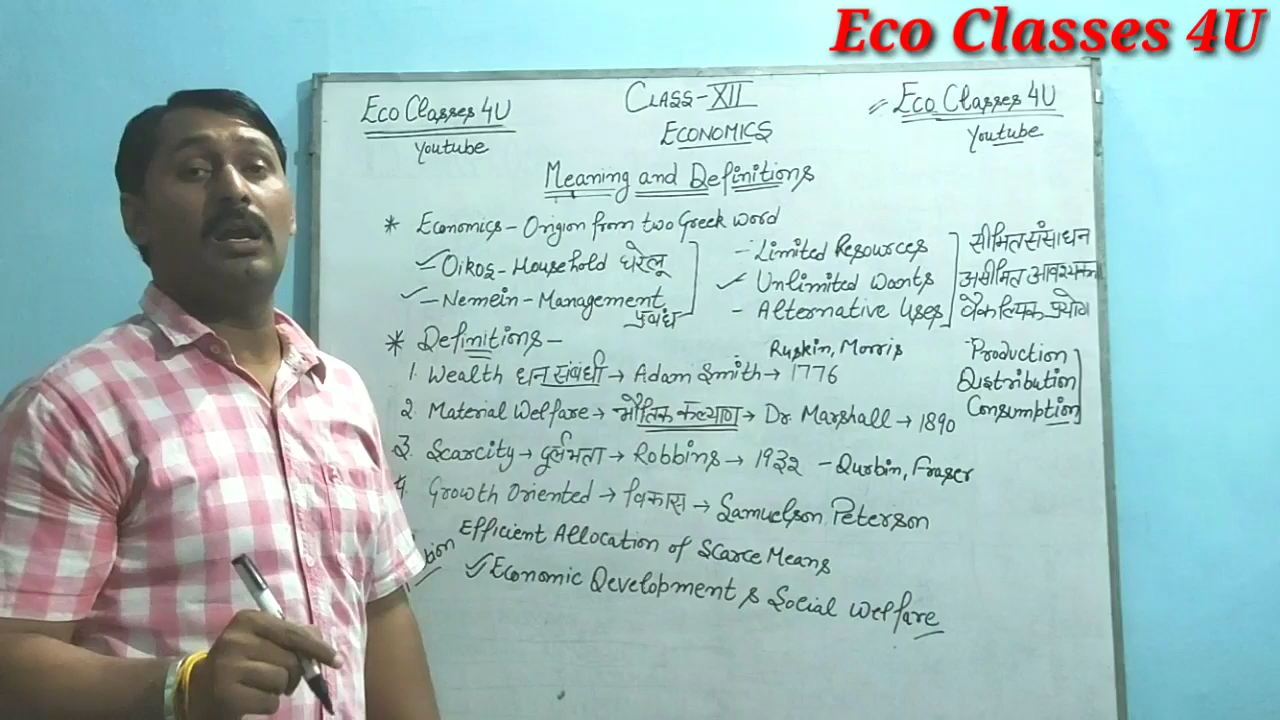 Eco Classes 4U
Eco Classes 4U
Youtube
CLASS-XII
ECONOMICS
Eco Classes 4U
Youtube
Meaning and Definitions
* Economics - Origion from two Greek word
- Oikos - Household घरेलू
- Nemein - Management
प्रबंध
- Limited Resources
- Unlimited Wants
- Alternative Uses
सीमित संसाधन
असीमित आवश्यकता
वैकल्पिक प्रयोग
* Definitions -
Ruskin, Morris
1. Wealth धन संबंधी → Adam Smith → 1776
2. Material Welfare → भौतिक कल्याण → Dr Marshall → 1890
Production
Distribution
Consumption
3. Scarcity → दुर्लभता → Robbins → 19३२ - Durbin, Fraser
4. Growth Oriented → विकास → Samuelson Peterson
Efficient Allocation of Scarce Means
Economic Development & Social Welfare